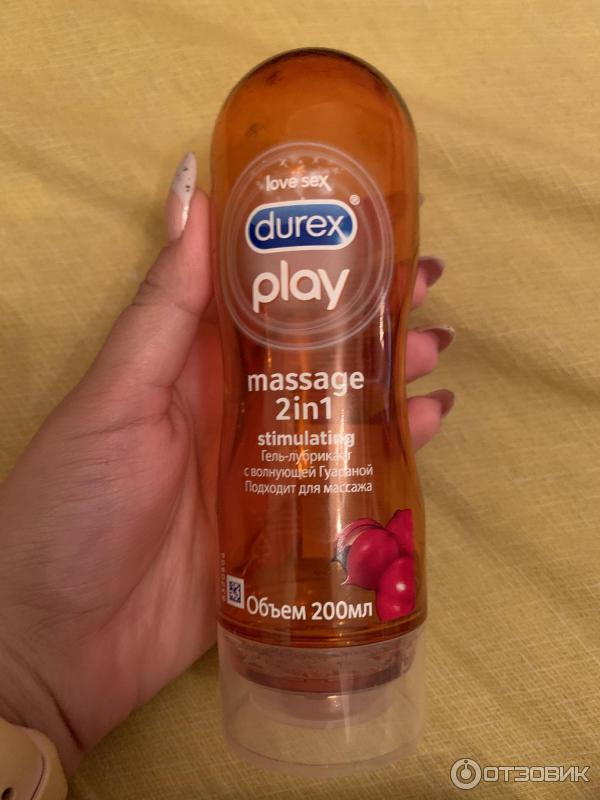 love sex
durex®
play
massage
2in1
stimulating
Гель-лубрикант
с волнующей Гуараной
Подходит для массажа
Объем 200мл
ОТЗОВИК